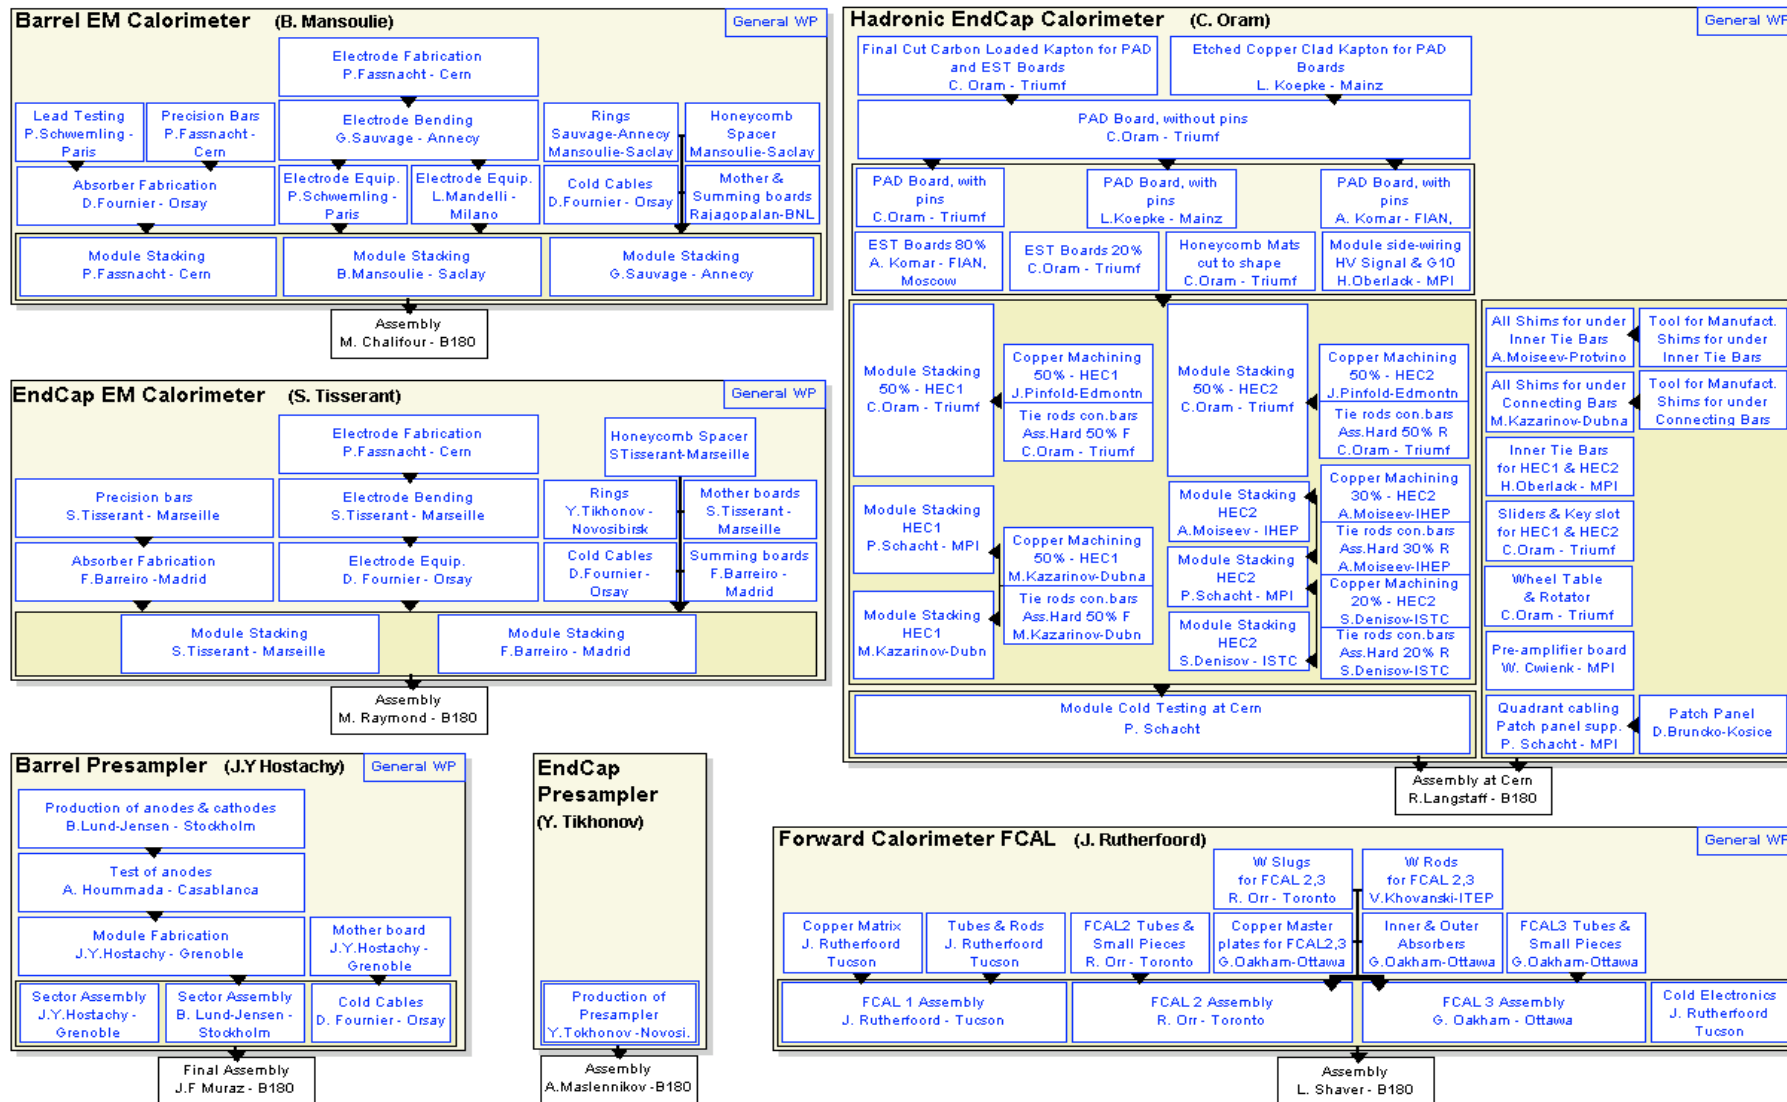 Barrel EM Calorimeter (B. Mansoulie)
General WP
Electrode Fabrication
P.Fassnacht - Cern
Lead Testing
P.Schwemling -
Paris
Precision Bars
P.Fassnacht -
Cern
Electrode Bending
G.Sauvage - Annecy
Rings
Sauvage-Annecy
Mansoulie-Saclay
Honeycomb
Spacer
Mansoulie-Saclay
Absorber Fabrication
D.Fournier - Orsay
Electrode Equip.
P.Schwemling -
Paris
Electrode Equip.
L.Mandelli -
Milano
Cold Cables
D.Fournier - Orsay
Mother &
Summing boards
Rajagopalan-BNL
Module Stacking
P.Fassnacht - Cern
Module Stacking
B.Mansoulie - Saclay
Module Stacking
G.Sauvage - Annecy
Assembly
M. Chalifour - B180
EndCap EM Calorimeter (S. Tisserant)
General WP
Electrode Fabrication
P.Fassnacht - Cern
Honeycomb Spacer
STisserant-Marseille
Precision bars
S.Tisserant - Marseille
Electrode Bending
S.Tisserant - Marseille
Rings
Y.Tikhonov -
Novosibirsk
Mother boards
S.Tisserant -
Marseille
Absorber Fabrication
F.Barreiro -Madrid
Electrode Equip.
D. Fournier - Orsay
Cold Cables
D.Fournier -
Orsay
Summing boards
F.Barreiro -
Madrid
Module Stacking
S.Tisserant - Marseille
Module Stacking
F.Barreiro - Madrid
Assembly
M. Raymond - B180
Barrel Presampler (J.Y Hostachy)
General WP
Production of anodes & cathodes
B.Lund-Jensen - Stockholm
Test of anodes
A. Hoummada - Casablanca
Module Fabrication
J.Y.Hostachy - Grenoble
Mother board
J.Y.Hostachy -
Grenoble
Sector Assembly
J.Y.Hostachy -
Grenoble
Sector Assembly
B. Lund-Jensen -
Stockholm
Cold Cables
D. Fournier - Orsay
Final Assembly
J.F Muraz - B180
EndCap
Presampler
(Y. Tikhonov)
Production of
Presampler
Y.Tokhonov -Novosi.
Assembly
A.Maslennikov -B180
Hadronic EndCap Calorimeter (C. Oram)
General WP
Final Cut Carbon Loaded Kapton for PAD
and EST Boards
C. Oram - Triumf
Etched Copper Clad Kapton for PAD
Boards
L. Koepke - Mainz
PAD Board, without pins
C.Oram - Triumf
PAD Board, with
pins
C.Oram - Triumf
PAD Board, with
pins
L.Koepke - Mainz
PAD Board, with
pins
A. Komar - FIAN,
EST Boards 80%
A. Komar - FIAN,
Moscow
EST Boards 20%
C.Oram - Triumf
Honeycomb Mats
cut to shape
C.Oram - Triumf
Module side-wiring
HV Signal & G10
H.Oberlack - MPI
Module Stacking
50% - HEC1
C.Oram - Triumf
Copper Machining
50% - HEC1
J.Pinfold-Edmontn
Tie rods con.bars
Ass.Hard 50% F
C.Oram - Triumf
Module Stacking
50% - HEC2
C.Oram - Triumf
Copper Machining
50% - HEC2
J.Pinfold-Edmontn
Tie rods con.bars
Ass.Hard 50% R
C.Oram - Triumf
Module Stacking
HEC1
P.Schacht - MPI
Copper Machining
50% - HEC1
M.Kazarinov-Dubna
Tie rods con.bars
Ass.Hard 50% F
M.Kazarinov-Dubn
Module Stacking
HEC1
M.Kazarinov-Dubn
Module Stacking
HEC2
A.Moiseev - IHEP
Copper Machining
30% - HEC2
A.Moiseev-IHEP
Tie rods con.bars
Ass.Hard 30% R
A.Moiseev-IHEP
Module Stacking
HEC2
P.Schacht - MPI
Copper Machining
20% - HEC2
S.Denisov-ISTC
Module Stacking
HEC2
S.Denisov - ISTC
Tie rods con.bars
Ass.Hard 20% R
S.Denisov-ISTC
Module Cold Testing at Cern
P. Schacht
All Shims for under
Inner Tie Bars
A.Moiseev-Protvino
Tool for Manufact.
Shims for under
Inner Tie Bars
All Shims for under
Connecting Bars
M.Kazarinov-Dubna
Tool for Manufact.
Shims for under
Connecting Bars
Inner Tie Bars
for HEC1 & HEC2
H.Oberlack - MPI
Sliders & Key slot
for HEC1 & HEC2
C.Oram - Triumf
Wheel Table
& Rotator
C.Oram - Triumf
Pre-amplifier board
W. Cwienk - MPI
Quadrant cabling
Patch panel supp.
P. Schacht - MPI
Patch Panel
D.Bruncko-Kosice
Assembly at Cern
R.Langstaff - B180
Forward Calorimeter FCAL (J. Rutherfoord)
General WP
W Slugs
for FCAL 2,3
R. Orr - Toronto
W Rods
for FCAL 2,3
V.Khovanski-ITEP
Copper Matrix
J. Rutherfoord
Tucson
Tubes & Rods
J. Rutherfoord
Tucson
FCAL2 Tubes &
Small Pieces
R. Orr - Toronto
Copper Master
plates for FCAL2,3
G.Oakham-Ottawa
Inner & Outer
Absorbers
G.Oakham-Ottawa
FCAL3 Tubes &
Small Pieces
G.Oakham-Ottawa
FCAL 1 Assembly
J. Rutherfoord - Tucson
FCAL 2 Assembly
R. Orr - Toronto
FCAL 3 Assembly
G. Oakham - Ottawa
Cold Electronics
J. Rutherfoord
Tucson
Assembly
L. Shaver - B180